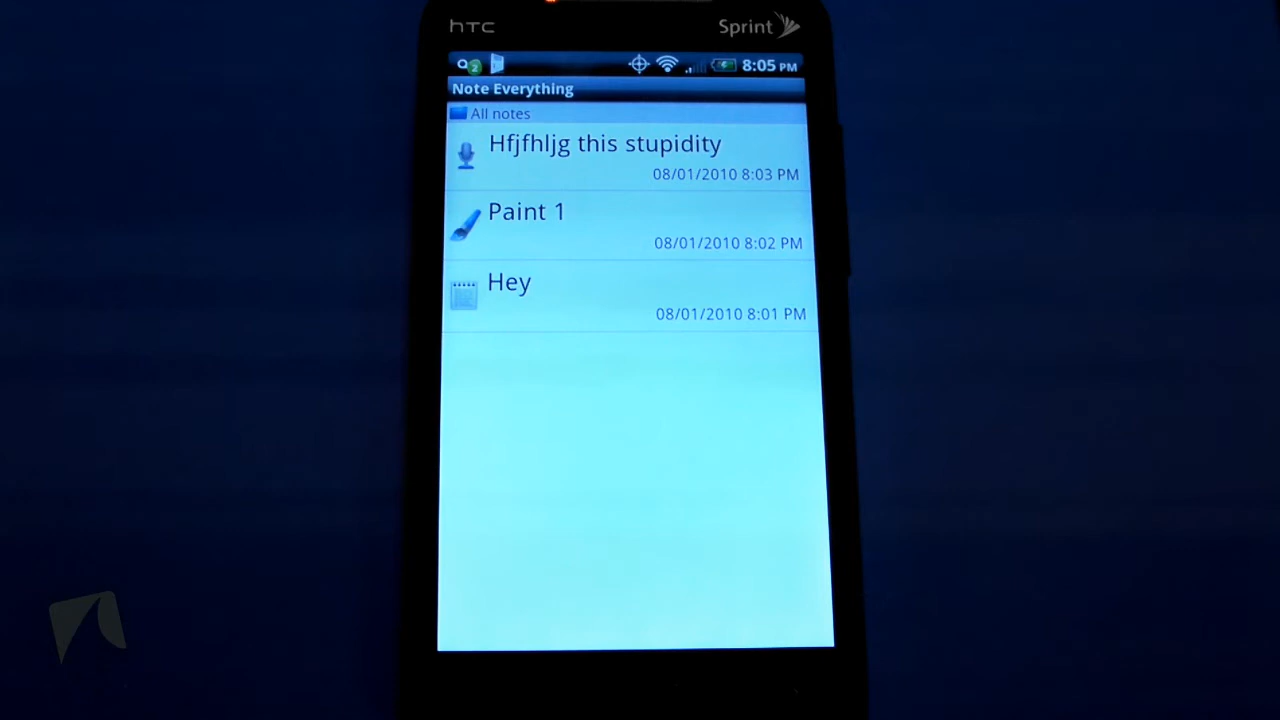 hTC
Sprint
2
8:05 PM
Note Everything
All notes
Hfjfhljg this stupidity
08/01/2010 8:03 PM
Paint 1
08/01/2010 8:02 PM
Hey
08/01/2010 8:01 PM